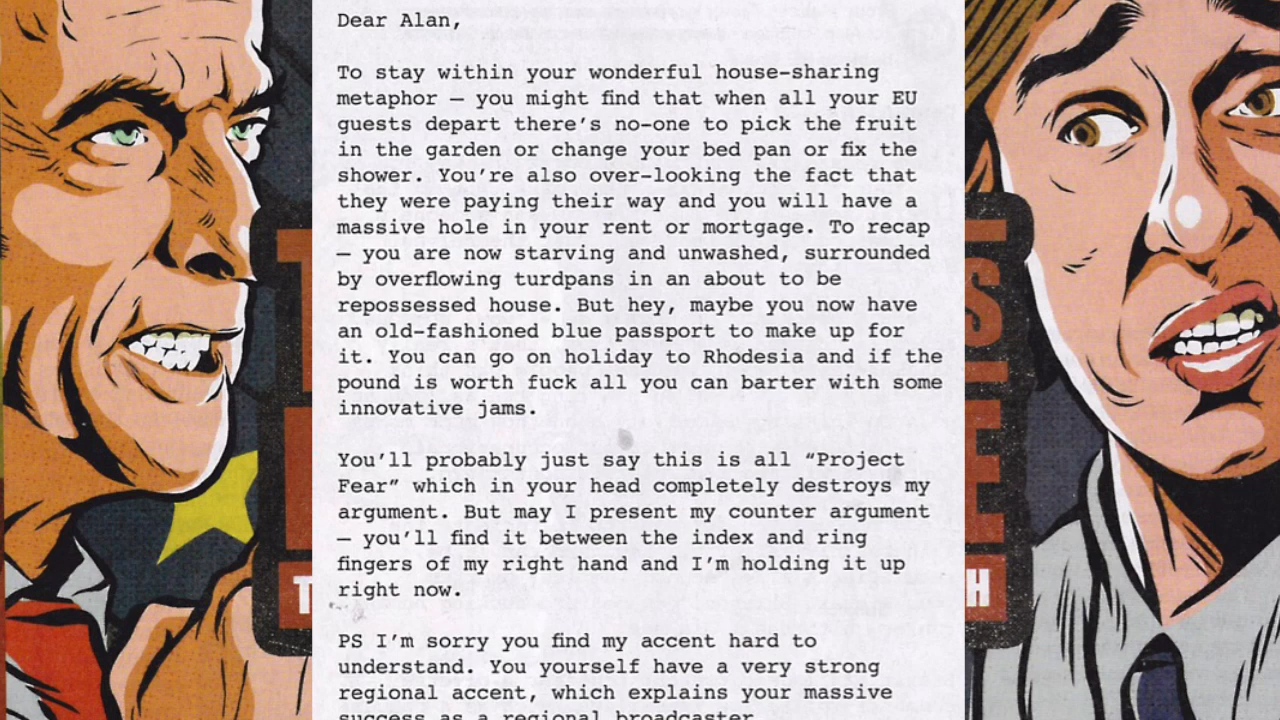 Dear Alan,
To stay within your wonderful house-sharing
metaphor – you might find that when all your EU
guests depart there's no-one to pick the fruit
in the garden or change your bed pan or fix the
shower. You're also over-looking the fact that
they were paying their way and you will have a
massive hole in your rent or mortgage. To recap
– you are now starving and unwashed, surrounded
by overflowing turdpans in an about to be
repossessed house. But hey, maybe you now have
an old-fashioned blue passport to make up for
it. You can go on holiday to Rhodesia and if the
pound is worth fuck all you can barter with some
innovative jams.
You'll probably just say this is all “Project
Fear” which in your head completely destroys my
argument. But may I present my counter argument
– you'll find it between the index and ring
fingers of my right hand and I'm holding it up
right now.
PS I'm sorry you find my accent hard to
understand. You yourself have a very strong
regional accent, which explains your massive
success as a regional broadcaster